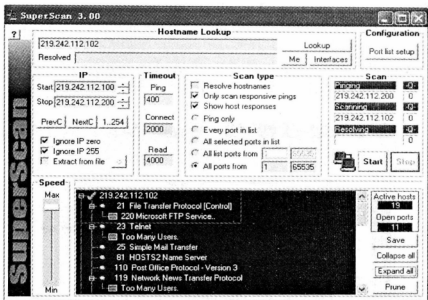 SuperScan 3.00
?
Hostname Lookup
219.242.112.102
Lookup
Resolved
Me
Interfaces
Configuration
Port list setup
IP
Start 219.242.112.100
Stop 219.242.112.200
PrevC
NextC
1..254
Ignore IP zero
Ignore IP 255
Extract from file
Timeout
Ping
400
Connect
2000
Read
4000
Scan type
Resolve hostnames
Only scan responsive pings
Show host responses
Ping only
Every port in list
All selected ports in list
All list ports from
All ports from
1
65535
Scan
Pinging
219.242.112.200
0
Scanning
219.242.112.102
0
Resolving
0
Start
Stop
SuperScan
Speed
Max
Min
219.242.112.102
21 File Transfer Protocol [Control]
220 Microsoft FTP Service..
23 Telnet
Too Many Users.
25 Simple Mail Transfer
81 HOSTS2 Name Server
110 Post Office Protocol - Version 3
119 Network News Transfer Protocol
Too Many Users.
Active hosts
19
Open ports
11
Save
Collapse all
Expand all
Prune